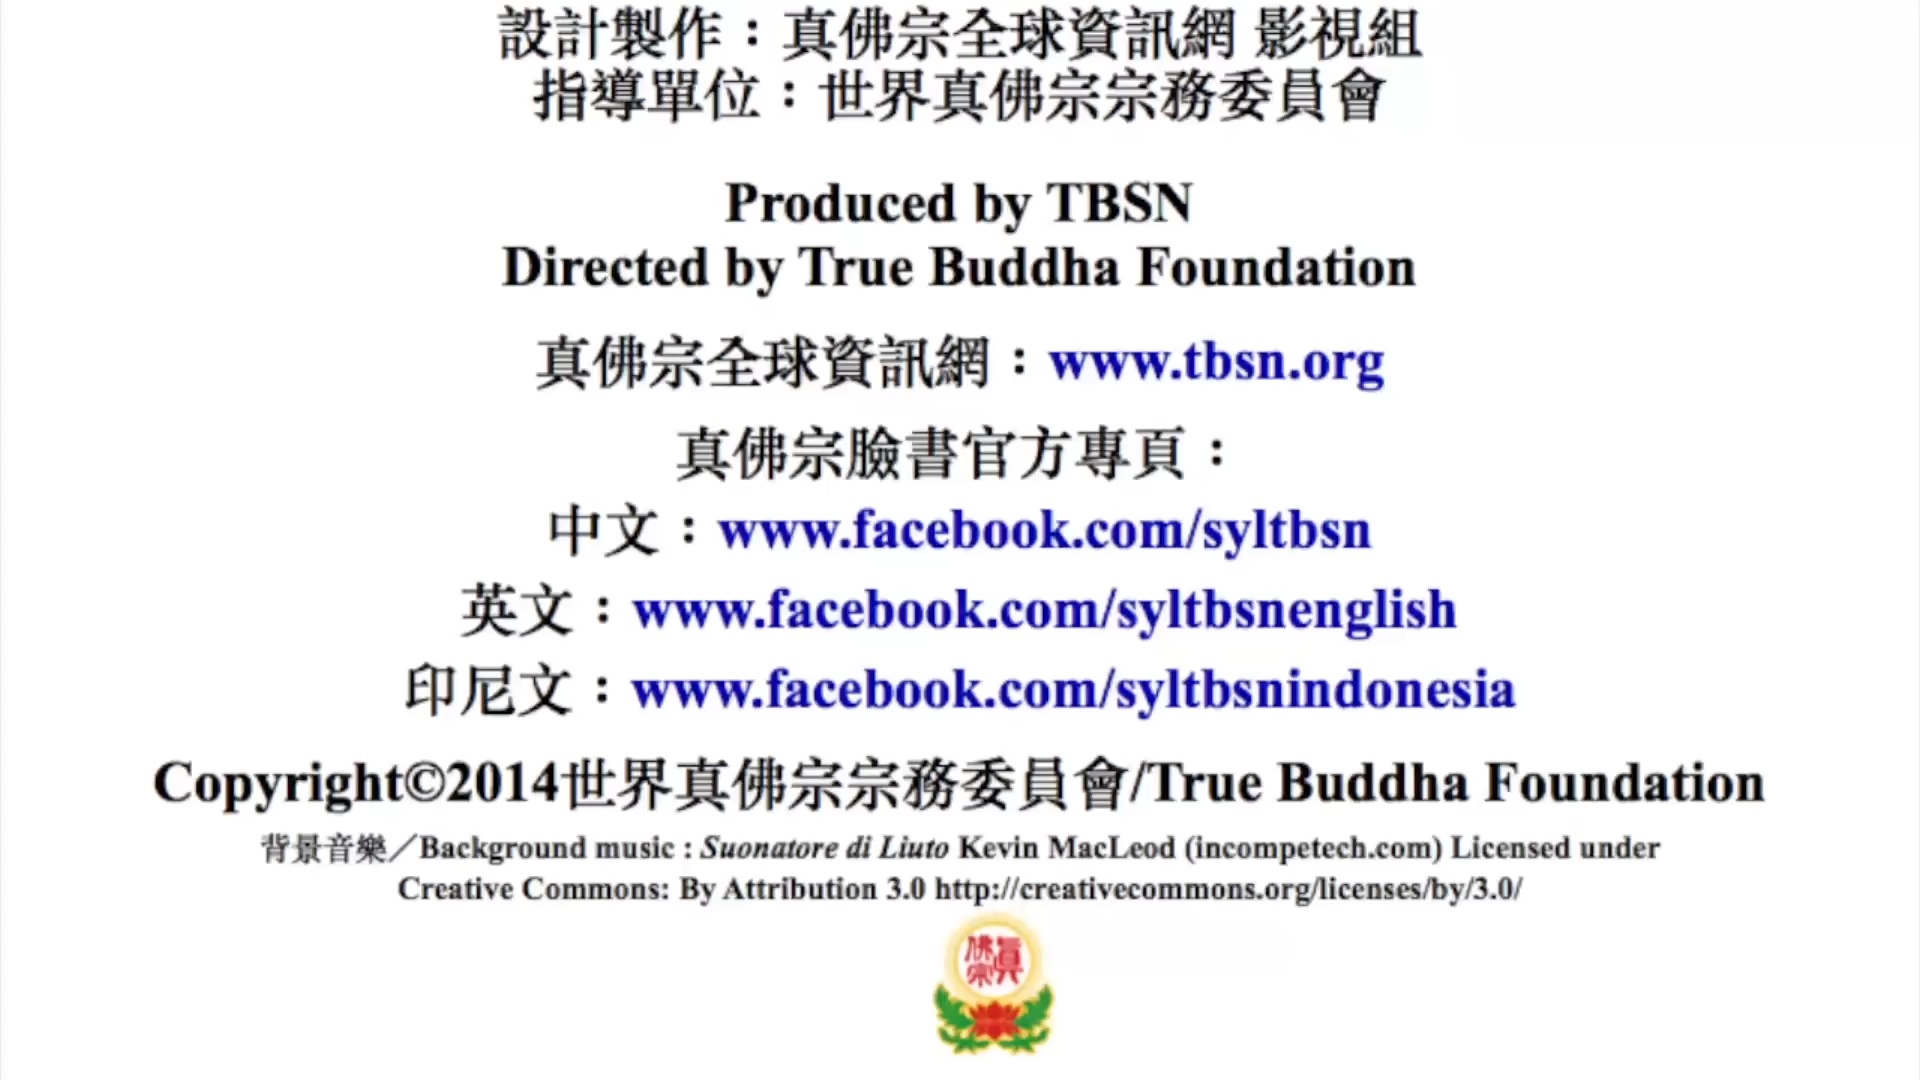 設計製作：真佛宗全球資訊網 影視組
指導單位：世界真佛宗宗務委員會
Produced by TBSN
Directed by True Buddha Foundation
真佛宗全球資訊網：www.tbsn.org
真佛宗臉書官方專頁：
中文：www.facebook.com/syltbsn
英文：www.facebook.com/syltbsnenglish
印尼文：www.facebook.com/syltbsnindonesia
Copyright©2014世界真佛宗宗務委員會/True Buddha Foundation
背景音樂／Background music : Suonatore di Liuto Kevin MacLeod (incompetech.com) Licensed under
Creative Commons: By Attribution 3.0 http://creativecommons.org/licenses/by/3.0/
真佛宗